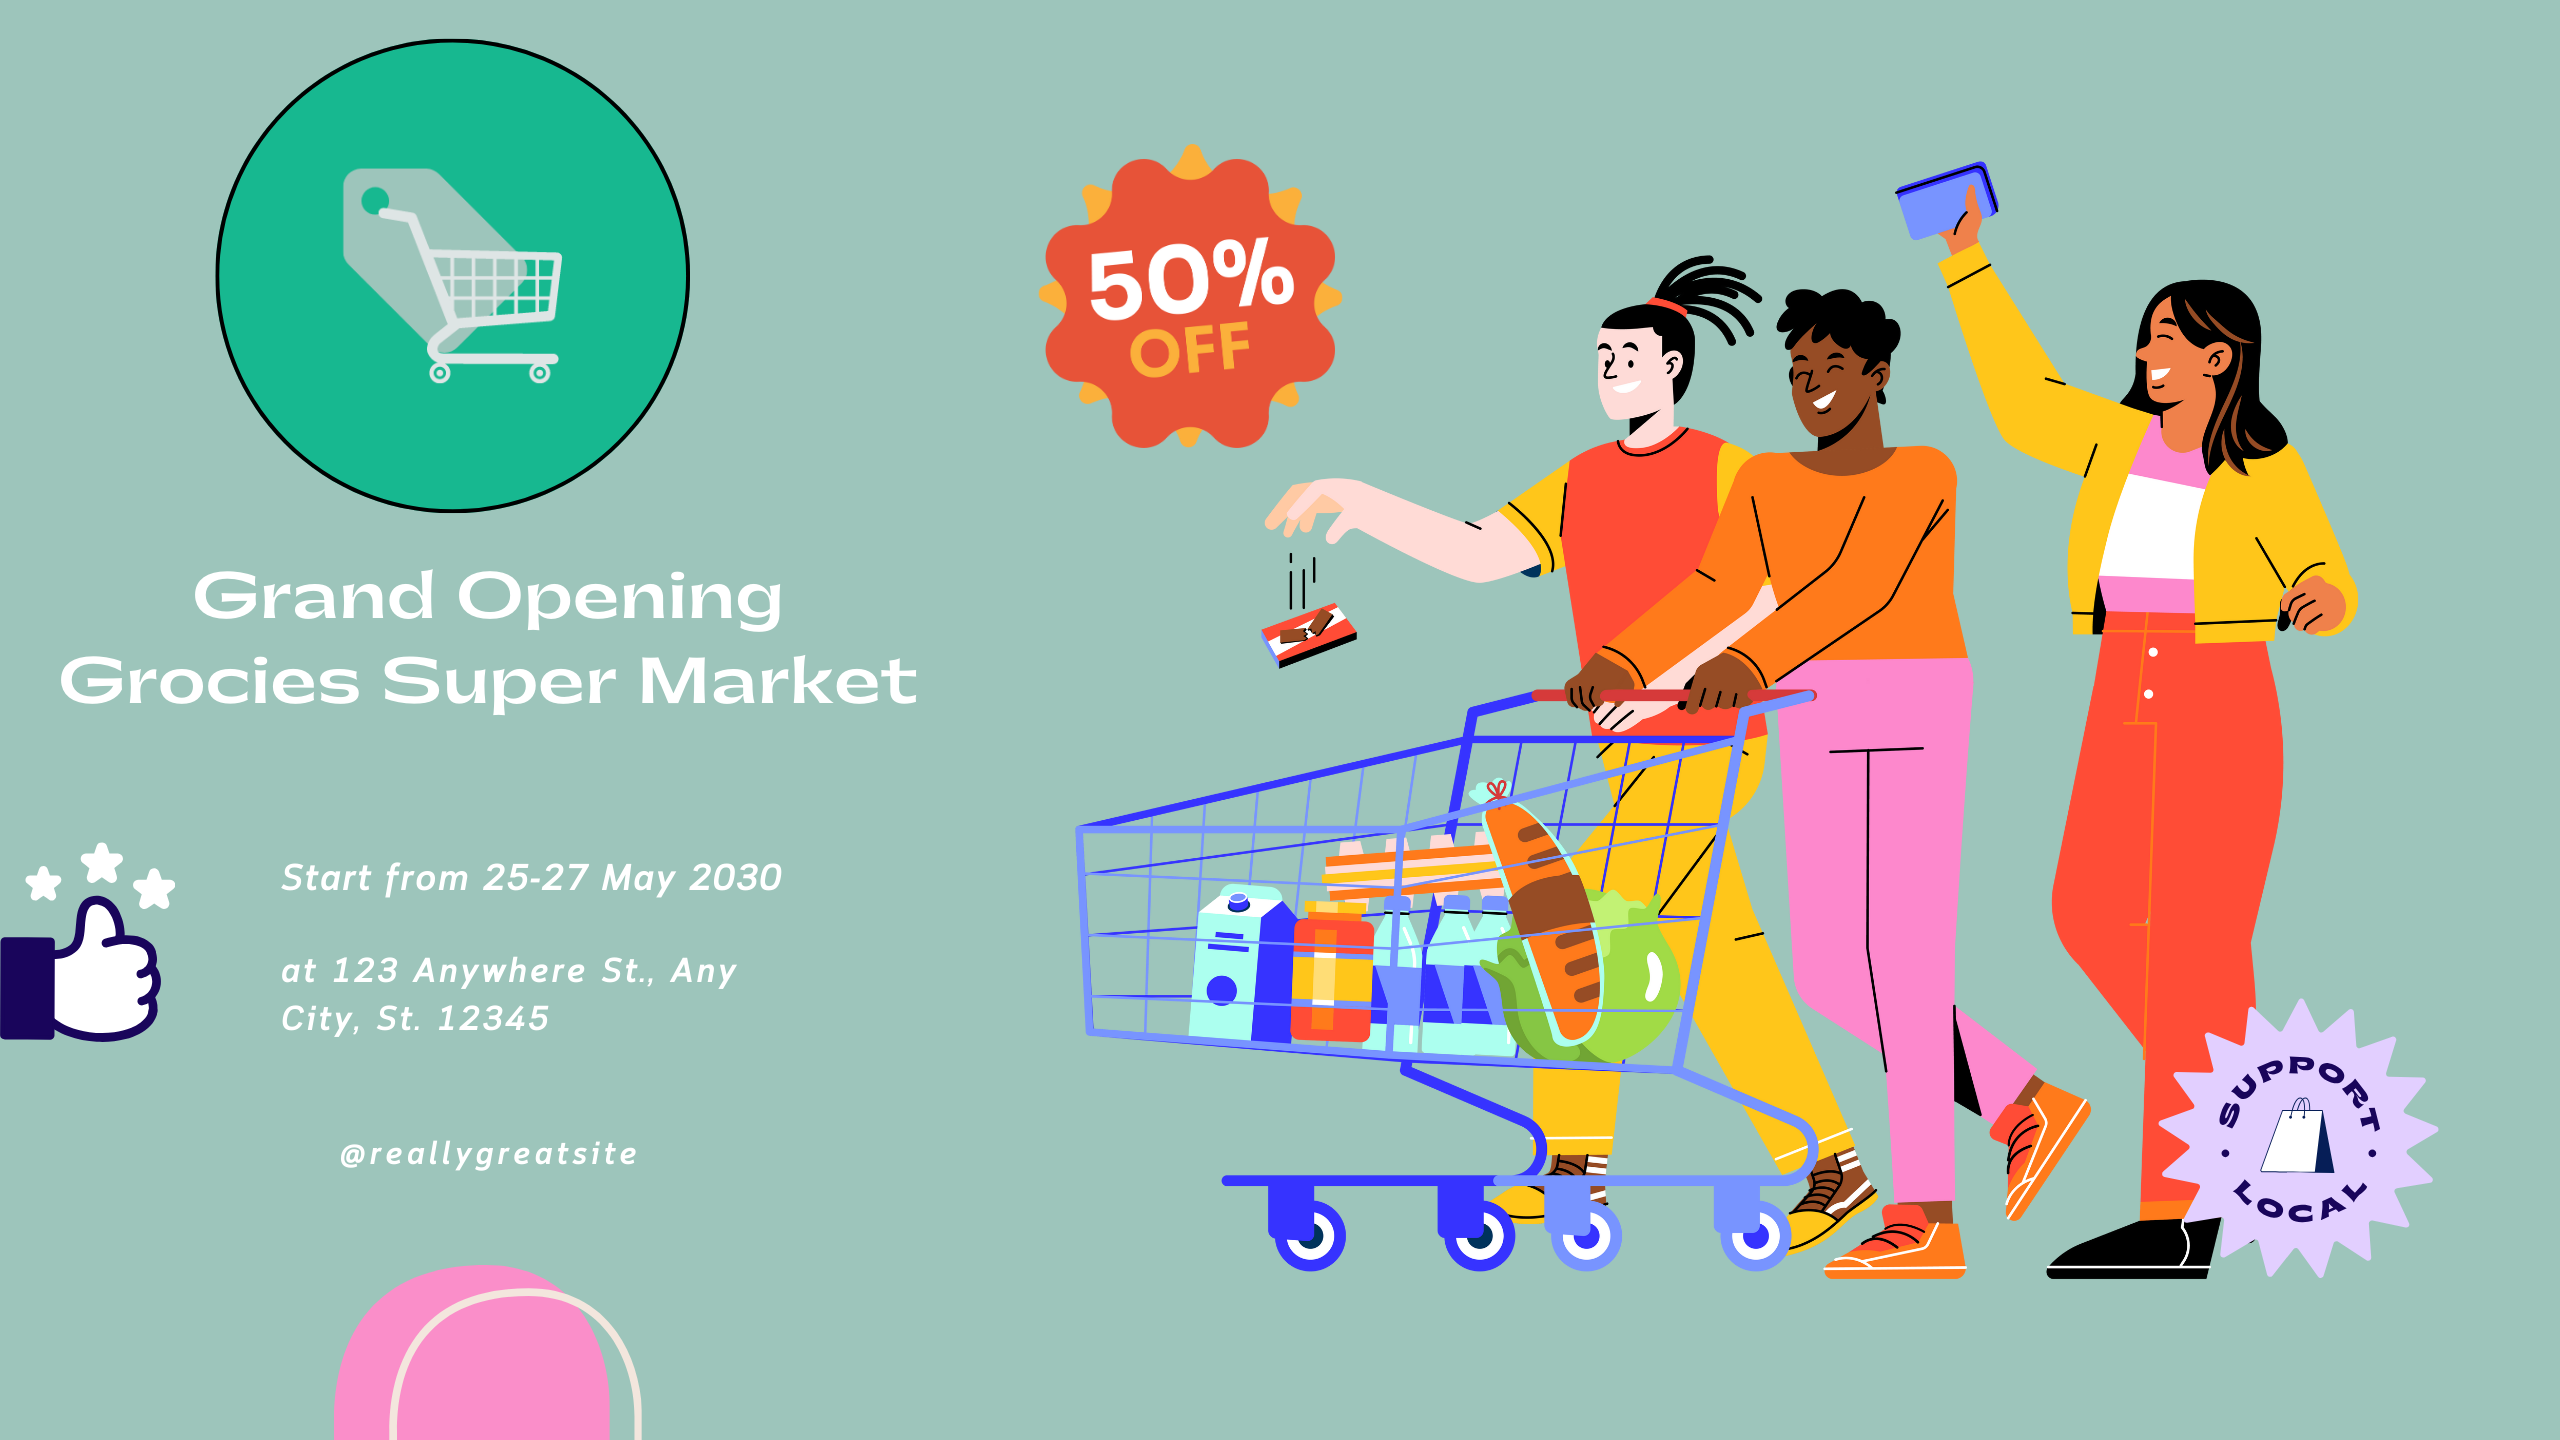 50%
OFF
Grand Opening
Grocies Super Market
Start from 25-27 May 2030
at 123 Anywhere St., Any
City, St. 12345
@reallygreatsite
SUPPORT
LOCAL